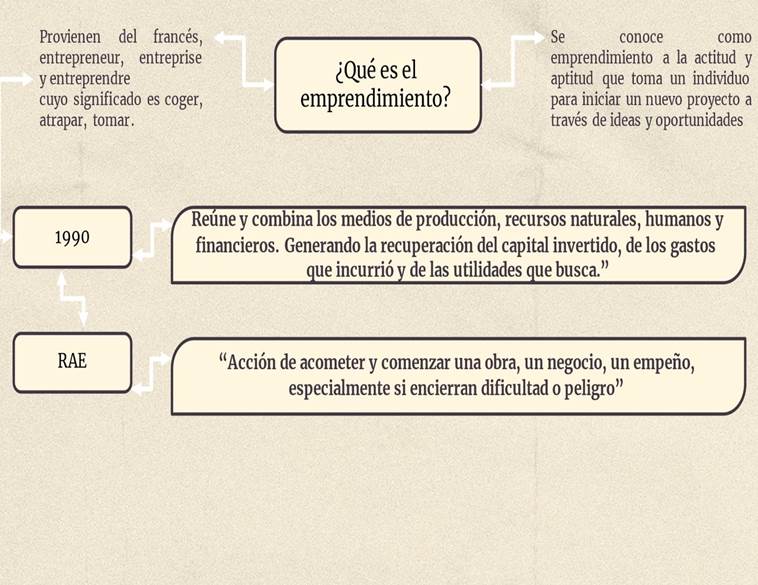 Provienen del francés,
entrepreneur, entreprise
y entreprendre
cuyo significado es coger,
atrapar, tomar.
¿Qué es el
emprendimiento?
Se conoce como
emprendimiento a la actitud y
aptitud que toma un individuo
para iniciar un nuevo proyecto a
través de ideas y oportunidades
1990
Reúne y combina los medios de producción, recursos naturales, humanos y
financieros. Generando la recuperación del capital invertido, de los gastos
que incurrió y de las utilidades que busca.”
RAE
“Acción de acometer y comenzar una obra, un negocio, un empeño,
especialmente si encierran dificultad o peligro”